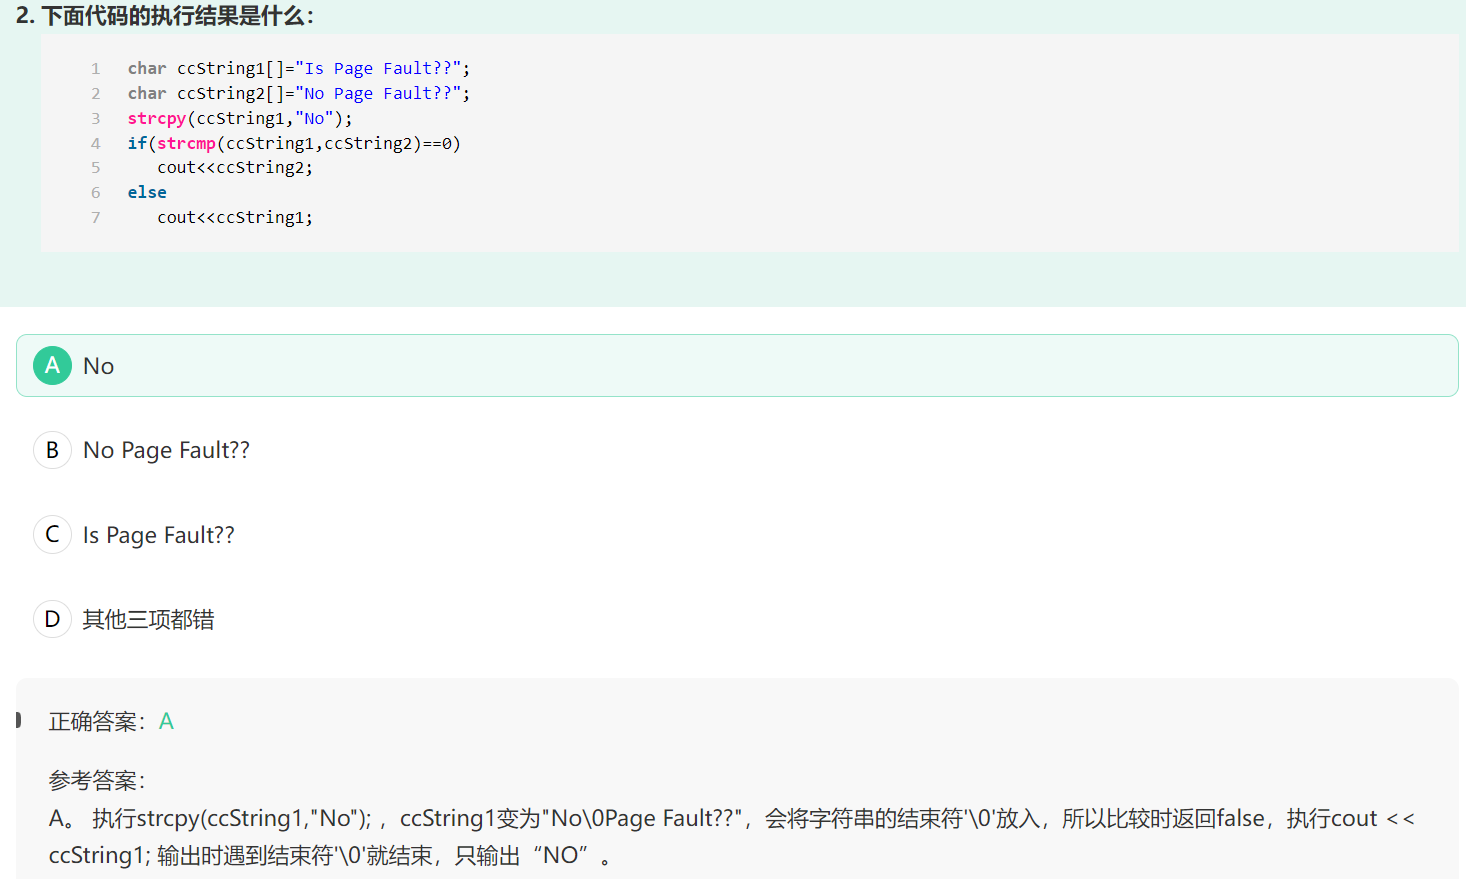 2. 下面代码的执行结果是什么：
1 char ccString1[]="Is Page Fault??";
2 char ccString2[]="No Page Fault??";
3 strcpy(ccString1,"No");
4 if(strcmp(ccString1,ccString2)==0)
5 cout<<ccString2;
6 else
7 cout<<ccString1;
A No
B No Page Fault??
C Is Page Fault??
D 其他三项都错
正确答案：A
参考答案：
A。 执行strcpy(ccString1,"No");，ccString1变为"No\0Page Fault??"，会将字符串的结束符'\0'放入，所以比较时返回false，执行cout <<
ccString1; 输出时遇到结束符'\0'就结束，只输出“NO”。